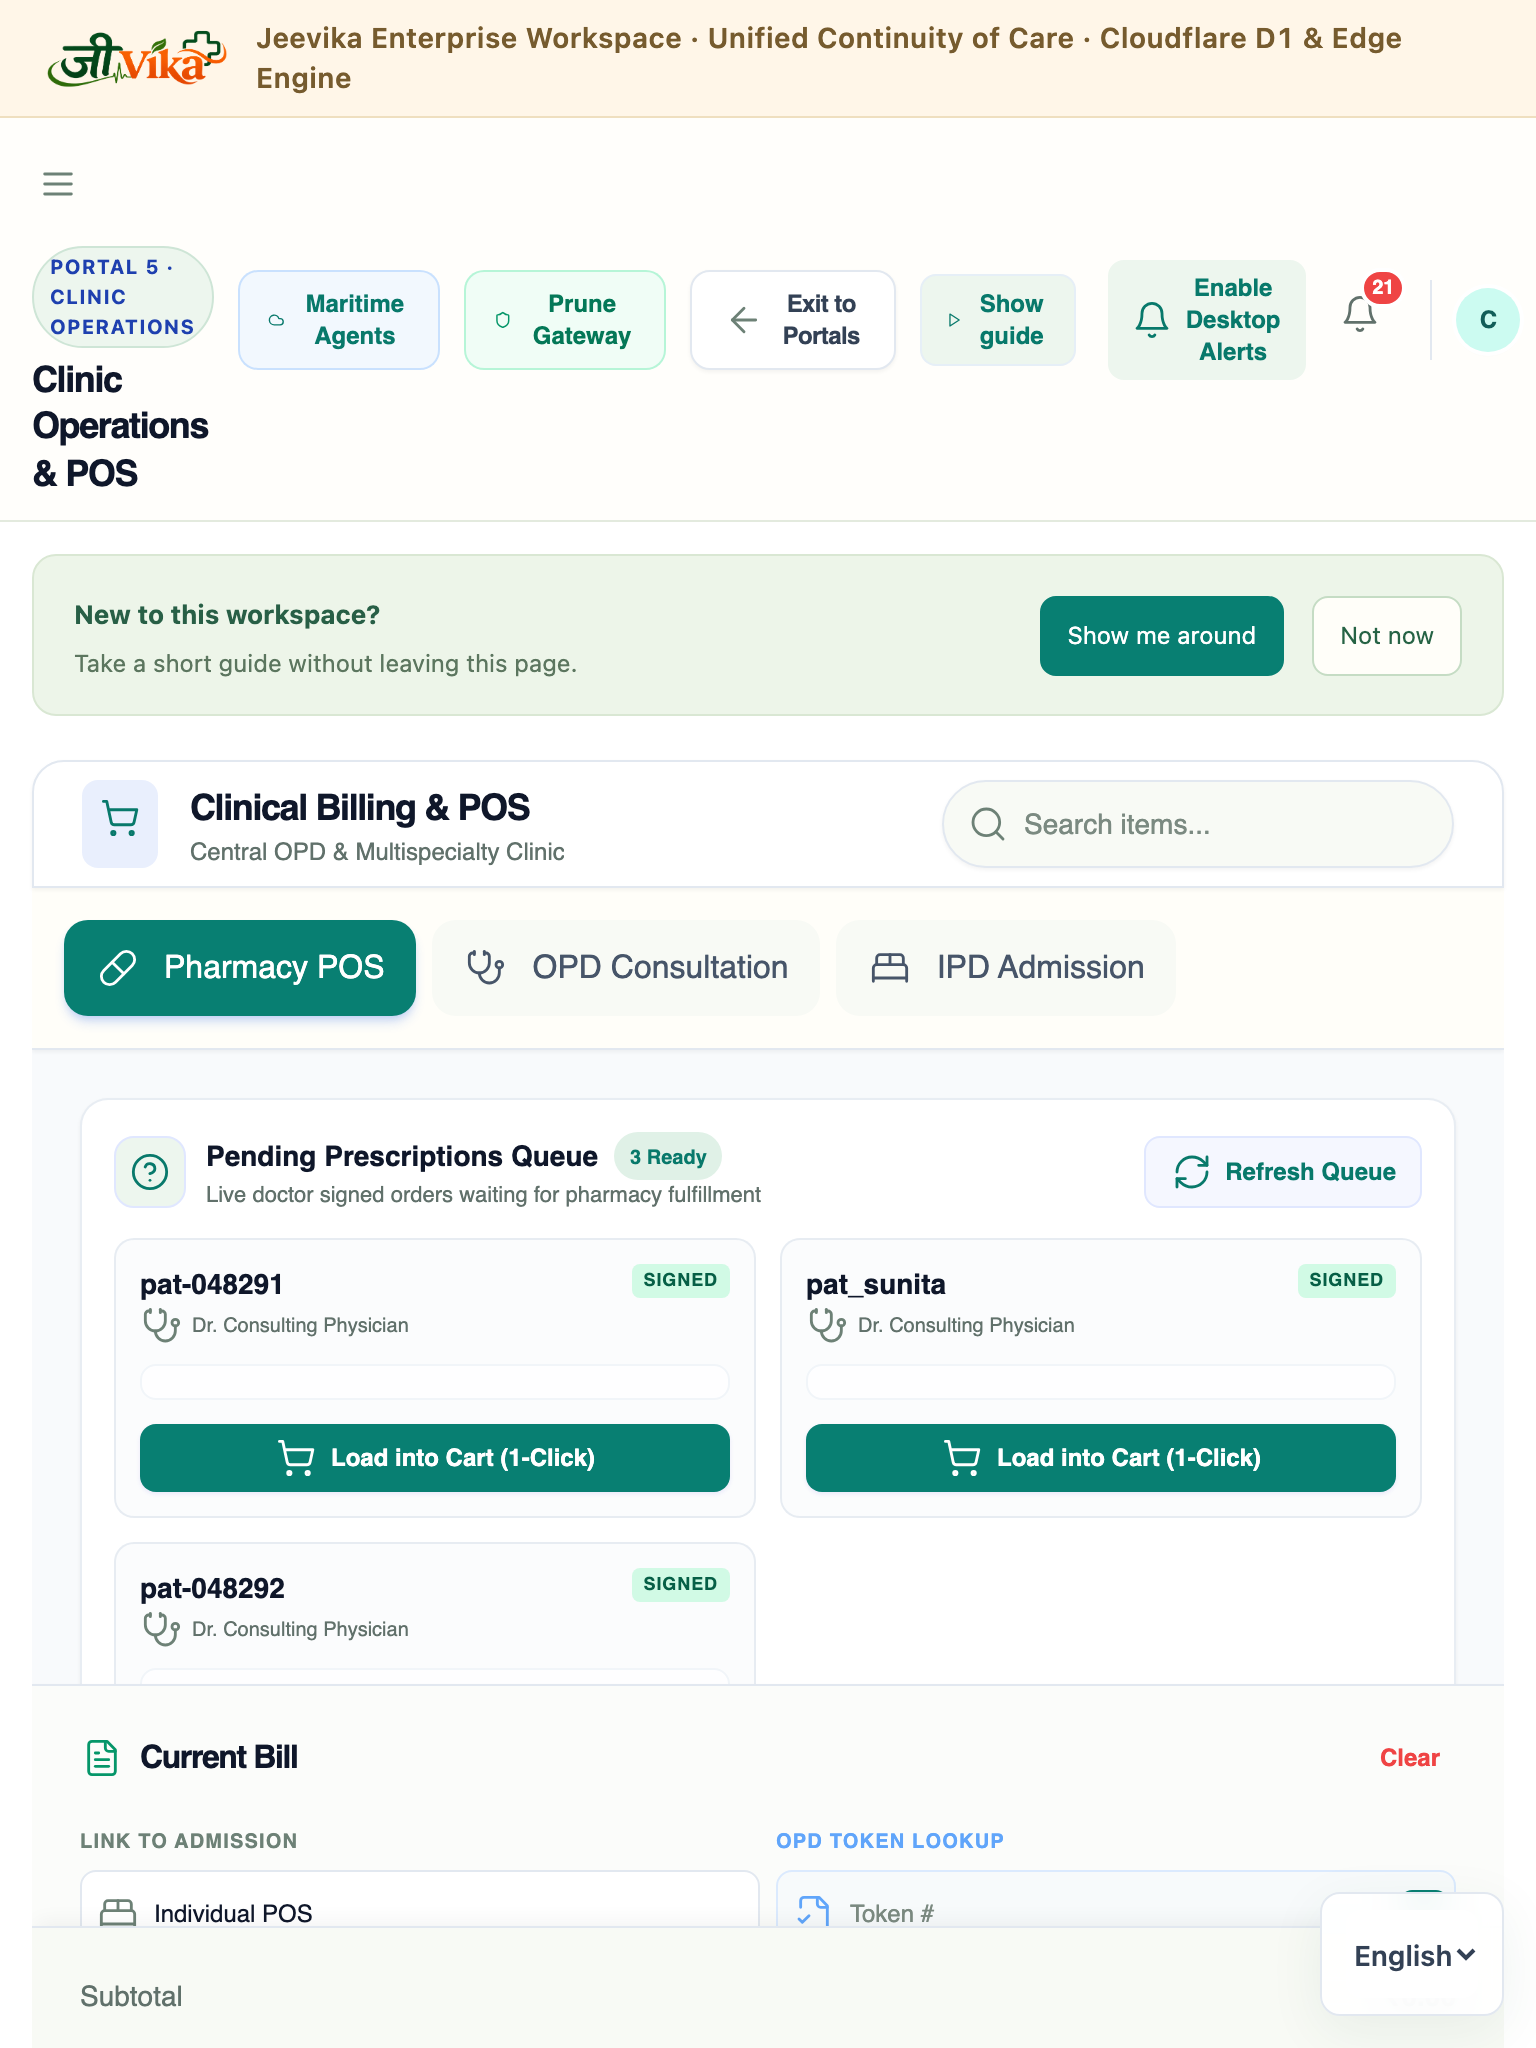 जीvika
Jeevika Enterprise Workspace · Unified Continuity of Care · Cloudflare D1 & Edge
Engine
PORTAL 5 ·
CLINIC
OPERATIONS
Clinic
Operations
& POS
Maritime
Agents
Prune
Gateway
Exit to
Portals
Show
guide
Enable
Desktop
Alerts
21
C
New to this workspace?
Take a short guide without leaving this page.
Show me around
Not now
Clinical Billing & POS
Central OPD & Multispecialty Clinic
Search items...
Pharmacy POS
OPD Consultation
IPD Admission
Pending Prescriptions Queue
3 Ready
Live doctor signed orders waiting for pharmacy fulfillment
Refresh Queue
pat-048291
SIGNED
Dr. Consulting Physician
Load into Cart (1-Click)
pat_sunita
SIGNED
Dr. Consulting Physician
Load into Cart (1-Click)
pat-048292
SIGNED
Dr. Consulting Physician
Current Bill
Clear
LINK TO ADMISSION
Individual POS
OPD TOKEN LOOKUP
Token #
Subtotal
English